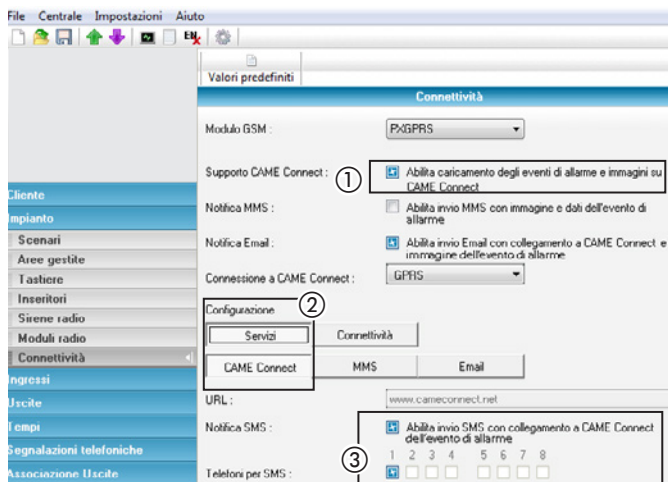 File Centrale Impostazioni Aiuto
EN
Valori predefiniti
Connettività
Modulo GSM : PXGPRS
Supporto CAME Connect : ① Abilita caricamento degli eventi di allarme e immagini su
CAME Connect
Notifica MMS : Abilita invio MMS con immagine e dati dell'evento di
allarme
Notifica Email : Abilita invio Email con collegamento a CAME Connect e
immagine dell'evento di allarme
Connessione a CAME Connect : GPRS
Configurazione ②
Servizi Connettività
CAME Connect MMS Email
URL : www.cameconnect.net
Notifica SMS : Abilita invio SMS con collegamento a CAME Connect
dell'evento di allarme
1 2 3 4 5 6 7 8
Telefoni per SMS : ③
Cliente
Impianto
Scenari
Aree gestite
Tastiere
Inseritori
Sirene radio
Moduli radio
Connettività
Ingressi
Uscite
Tempi
Segnalazioni telefoniche
Associazione Uscite